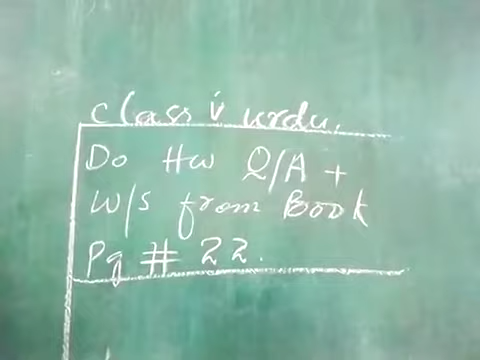 class v urdu.
Do Hw Q/A +
W/s from Book
Pg # 22.